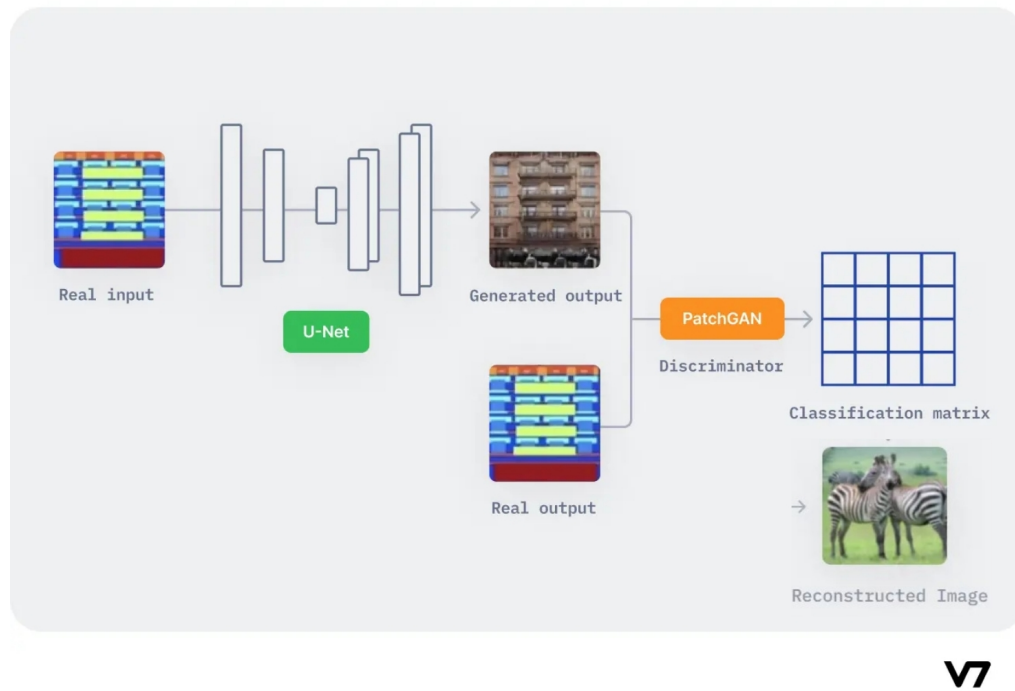 Real input
U-Net
Generated output
PatchGAN
Discriminator
Real output
Classification matrix
Reconstructed Image
V7